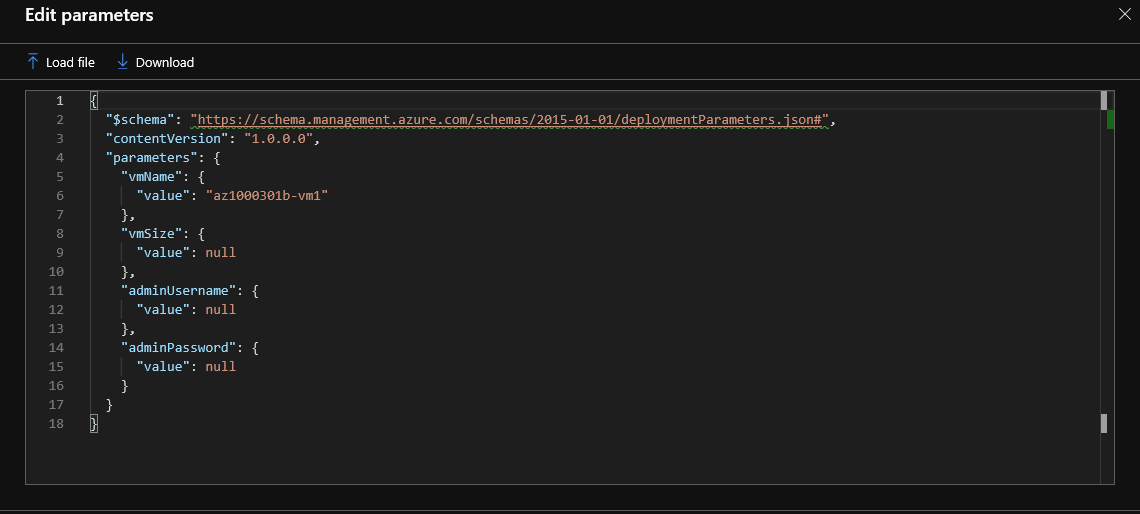 Edit parameters
Load file Download
1 {
2 "$schema": "https://schema.management.azure.com/schemas/2015-01-01/deploymentParameters.json#",
3 "contentVersion": "1.0.0.0",
4 "parameters": {
5 "vmName": {
6 "value": "az1000301b-vm1"
7 },
8 "vmSize": {
9 "value": null
10 },
11 "adminUsername": {
12 "value": null
13 },
14 "adminPassword": {
15 "value": null
16 }
17 }
18 }